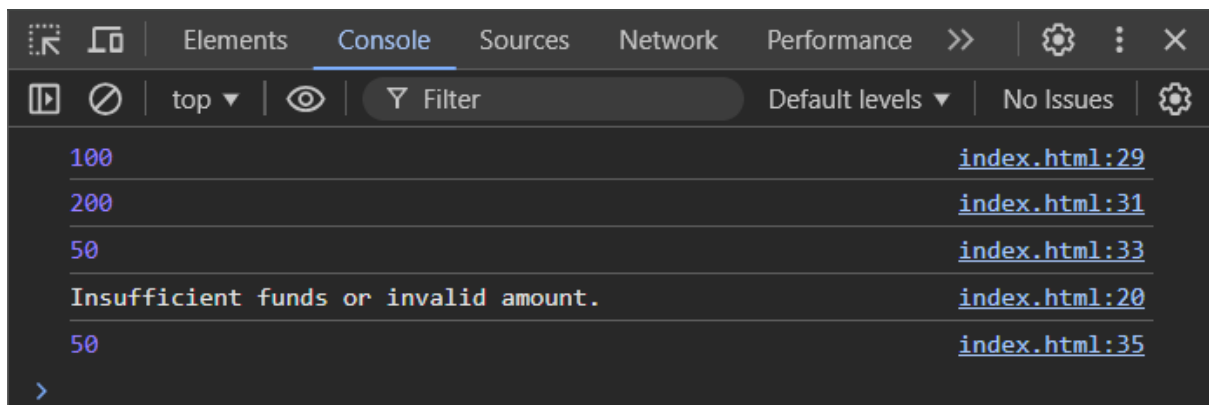 Elements Console Sources Network Performance
top Filter Default levels No Issues
100 index.html:29
200 index.html:31
50 index.html:33
Insufficient funds or invalid amount. index.html:20
50 index.html:35